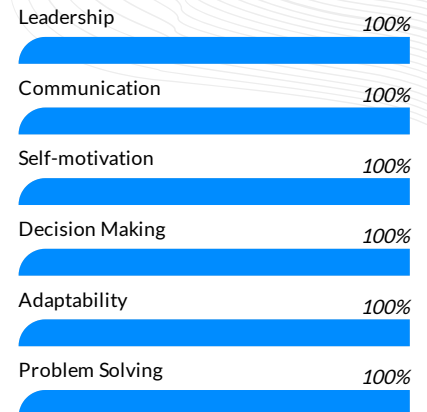 Leadership
100%
Communication
100%
Self-motivation
100%
Decision Making
100%
Adaptability
100%
Problem Solving
100%